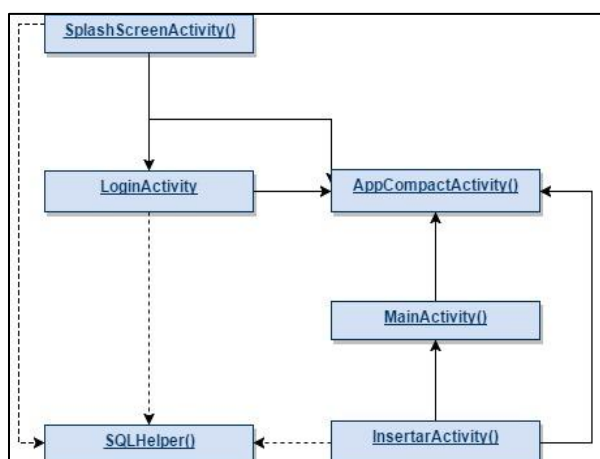 SplashScreenActivity()
LoginActivity
AppCompactActivity()
MainActivity()
SQLHelper()
InsertarActivity()